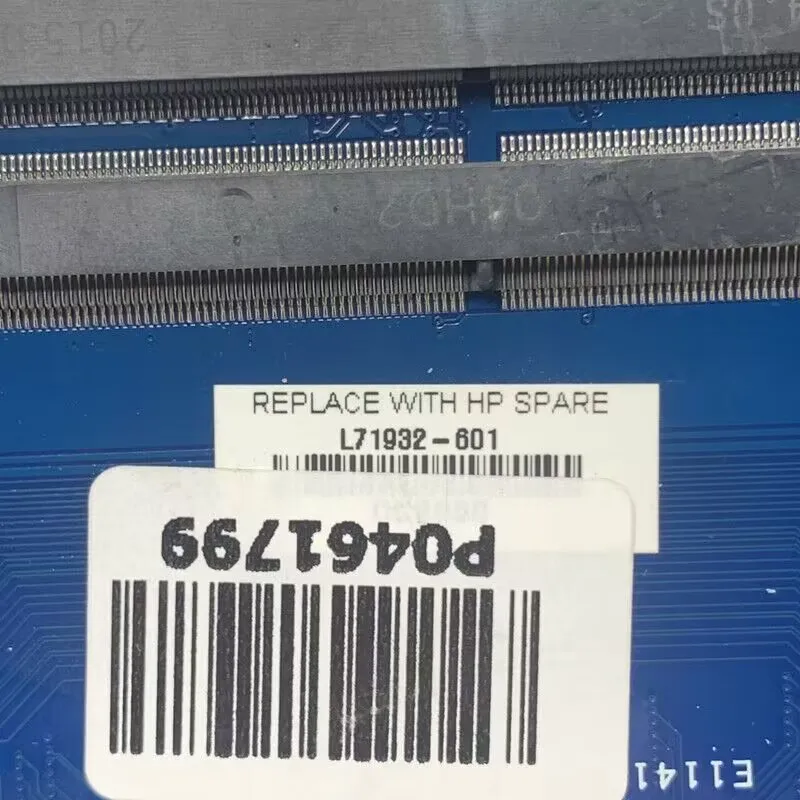 REPLACE WITH HP SPARE
L71932-601
P0461799
E1141